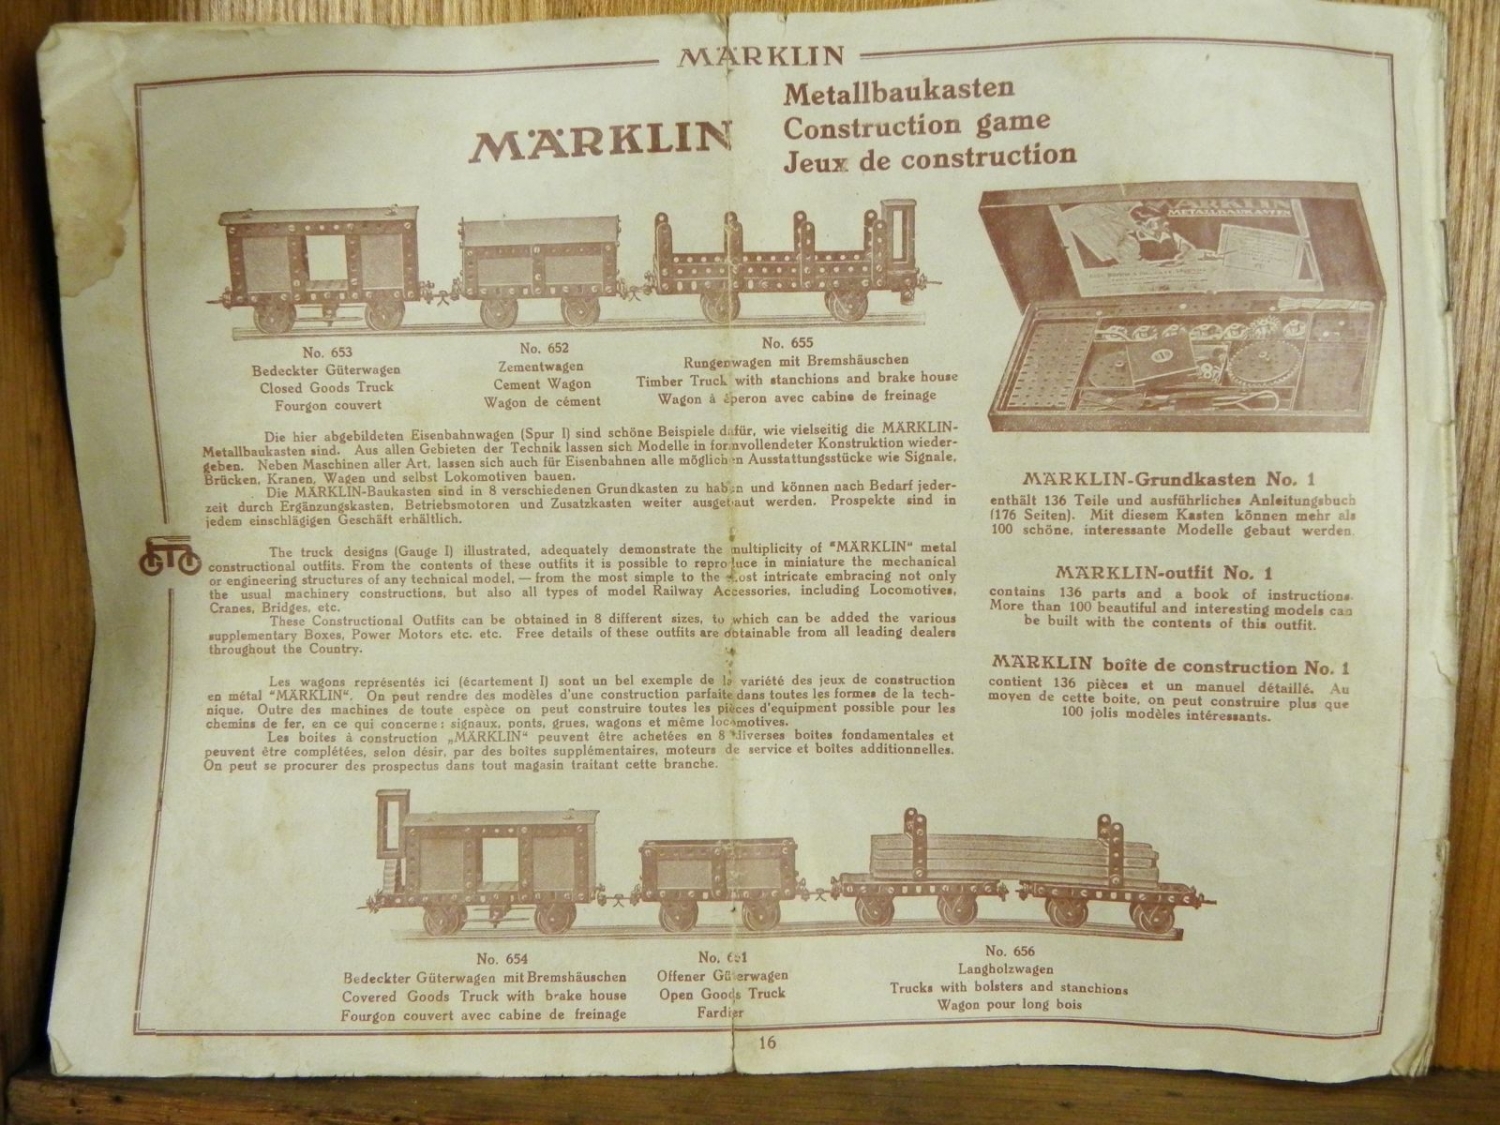 MÄRKLIN
MÄRKLIN
Metallbaukasten
Construction game
Jeux de construction
MÄRKLIN
METALLBAUKASTEN
No. 653
Bedeckter Güterwagen
Closed Goods Truck
Fourgon couvert
No. 652
Zementwagen
Cement Wagon
Wagon de cément
No. 655
Rungenwagen mit Bremshäuschen
Timber Truck with stanchions and brake house
Wagon à éperon avec cabine de freinage
Die hier abgebildeten Eisenbahnwagen (Spur I) sind schöne Beispiele dafür, wie vielseitig die MÄRKLIN-
Metallbaukasten sind. Aus allen Gebieten der Technik lassen sich Modelle in formvollendeter Konstruktion wieder-
geben. Neben Maschinen aller Art, lassen sich auch für Eisenbahnen alle möglichen Ausstattungsstücke wie Signale,
Brücken, Kranen, Wagen und selbst Lokomotiven bauen.
Die MÄRKLIN-Baukasten sind in 8 verschiedenen Grundkasten zu haben und können nach Bedarf jeder-
zeit durch Ergänzungskasten, Betriebsmotoren und Zusatzkasten weiter ausgebaut werden. Prospekte sind in
jedem einschlägigen Geschäft erhältlich.
The truck designs (Gauge I) illustrated, adequately demonstrate the multiplicity of "MÄRKLIN" metal
constructional outfits. From the contents of these outfits it is possible to reproduce in miniature the mechanical
or engineering structures of any technical model, — from the most simple to the most intricate embracing not only
the usual machinery constructions, but also all types of model Railway Accessories, including Locomotives,
Cranes, Bridges, etc.
These Constructional Outfits can be obtained in 8 different sizes, to which can be added the various
supplementary Boxes, Power Motors etc. etc. Free details of these outfits are obtainable from all leading dealers
throughout the Country.
Les wagons représentés ici (écartement I) sont un bel exemple de la variété des jeux de construction
en métal "MÄRKLIN". On peut rendre des modèles d'une construction parfaite dans toutes les formes de la tech-
nique. Outre des machines de toute espèce on peut construire toutes les pièces d'equipment possible pour les
chemins de fer, en ce qui concerne: signaux, ponts, grues, wagons et même locomotives.
Les boites à construction „MÄRKLIN" peuvent être achetées en 8 diverses boîtes fondamentales et
peuvent être complétées, selon désir, par des boîtes supplémentaires, moteurs de service et boîtes additionnelles.
On peut se procurer des prospectus dans tout magasin traitant cette branche.
MÄRKLIN-Grundkasten No. 1
enthält 136 Teile und ausführliches Anleitungsbuch
(176 Seiten). Mit diesem Kasten können mehr als
100 schöne, interessante Modelle gebaut werden.
MÄRKLIN-outfit No. 1
contains 136 parts and a book of instructions.
More than 100 beautiful and interesting models can
be built with the contents of this outfit.
MÄRKLIN boîte de construction No. 1
contient 136 pièces et un manuel détaillé. Au
moyen de cette boite, on peut construire plus que
100 jolis modèles intéressants.
No. 654
Bedeckter Güterwagen mit Bremshäuschen
Covered Goods Truck with brake house
Fourgon couvert avec cabine de freinage
No. 651
Offener Güterwagen
Open Goods Truck
Fardier
No. 656
Langholzwagen
Trucks with bolsters and stanchions
Wagon pour long bois
16